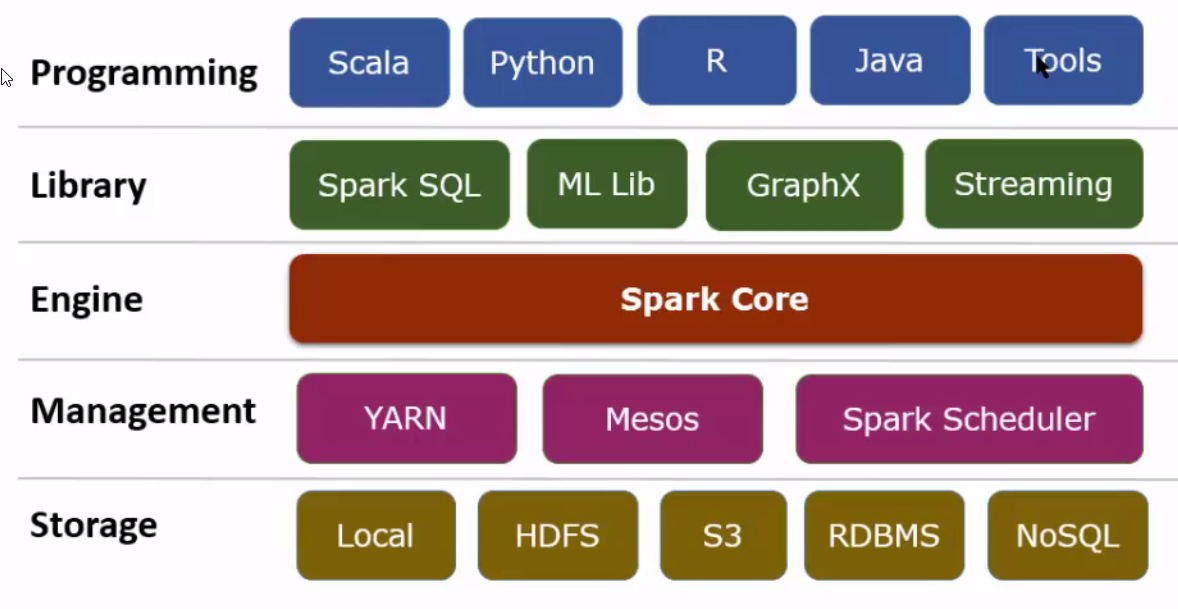 Programming
Scala
Python
R
Java
Tools
Library
Spark SQL
ML Lib
GraphX
Streaming
Engine
Spark Core
Management
YARN
Mesos
Spark Scheduler
Storage
Local
HDFS
S3
RDBMS
NoSQL